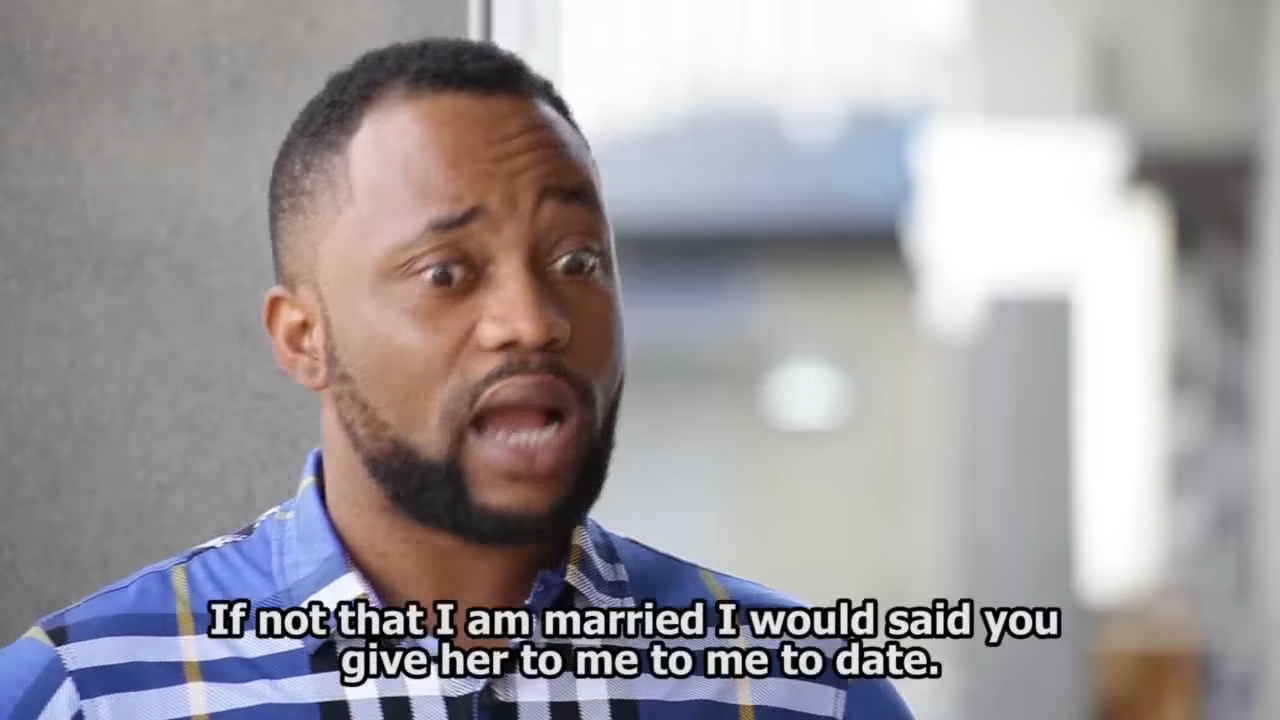 If not that I am married I would said you
give her to me to me to date.